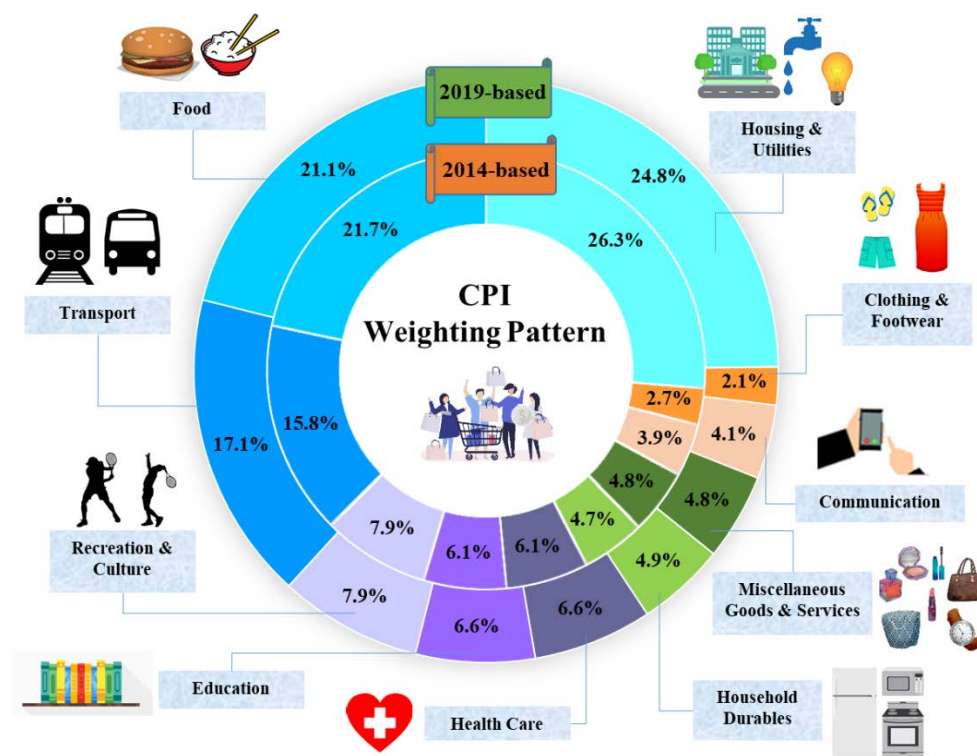 2019-based
2014-based
Food
Housing &
Utilities
21.1%
24.8%
21.7%
26.3%
CPI
Weighting Pattern
Transport
Clothing &
Footwear
17.1%
15.8%
2.7%
2.1%
3.9%
4.1%
4.8%
4.8%
Communication
Recreation &
Culture
7.9%
7.9%
6.1%
6.6%
6.1%
6.6%
4.7%
4.9%
Miscellaneous
Goods & Services
Education
Health Care
Household
Durables